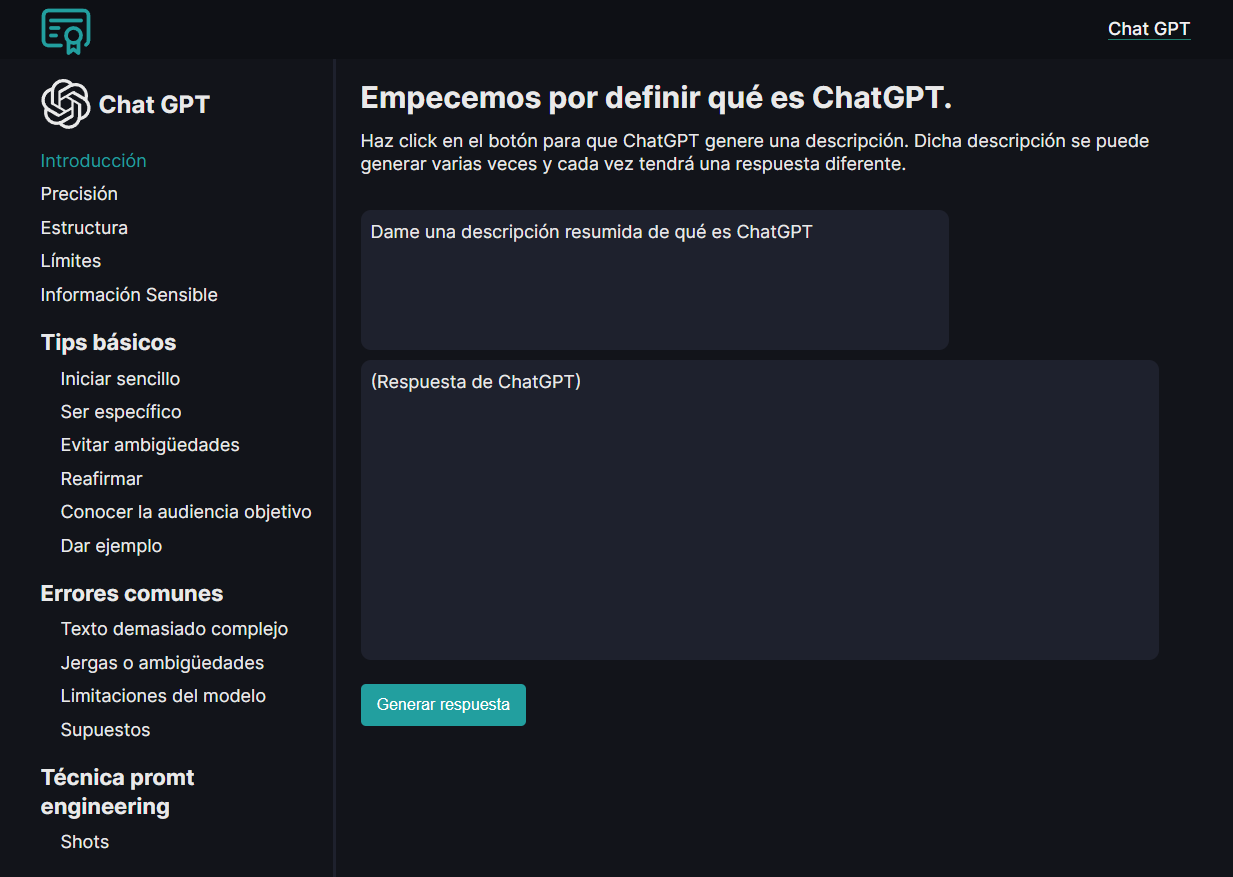 Chat GPT
Chat GPT
Introducción
Precisión
Estructura
Límites
Información Sensible
Tips básicos
Iniciar sencillo
Ser específico
Evitar ambigüedades
Reafirmar
Conocer la audiencia objetivo
Dar ejemplo
Errores comunes
Texto demasiado complejo
Jergas o ambigüedades
Limitaciones del modelo
Supuestos
Técnica promt
engineering
Shots
Empecemos por definir qué es ChatGPT.
Haz click en el botón para que ChatGPT genere una descripción. Dicha descripción se puede
generar varias veces y cada vez tendrá una respuesta diferente.
Dame una descripción resumida de qué es ChatGPT
(Respuesta de ChatGPT)
Generar respuesta